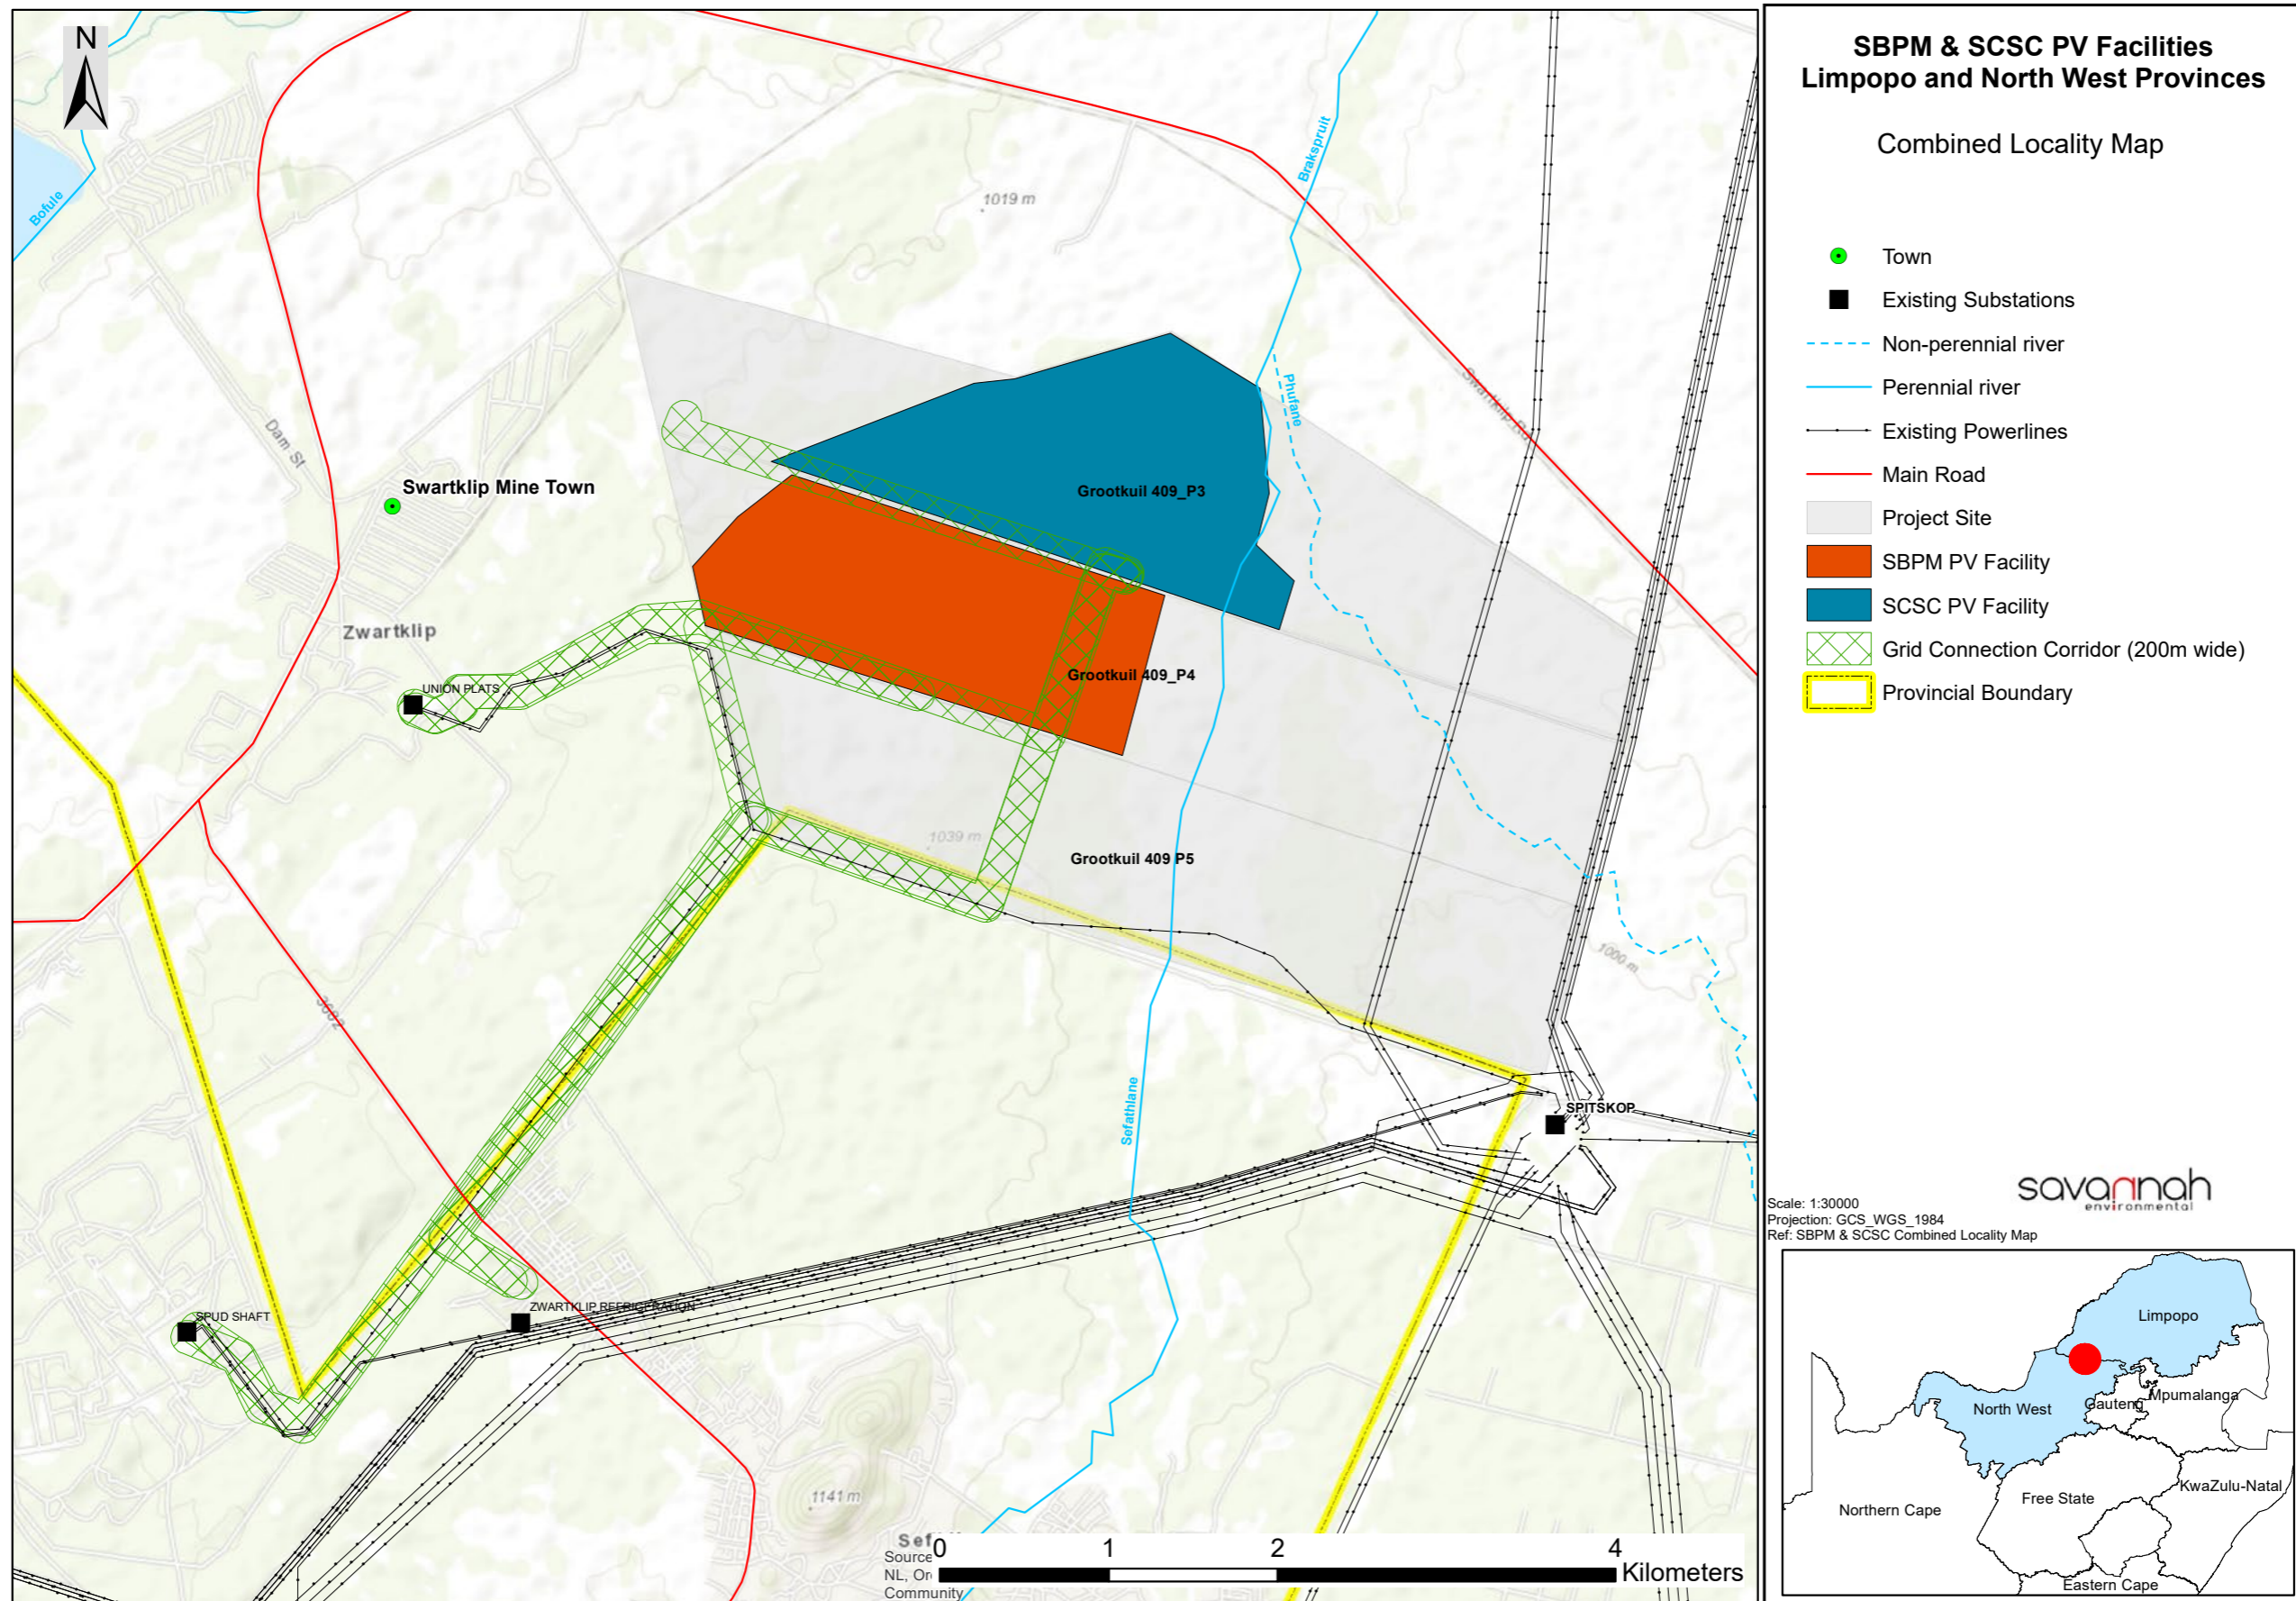 N
SBPM & SCSC PV Facilities
Limpopo and North West Provinces
Combined Locality Map
Town
Existing Substations
Non-perennial river
Perennial river
Existing Powerlines
Main Road
Project Site
SBPM PV Facility
SCSC PV Facility
Grid Connection Corridor (200m wide)
Provincial Boundary
Bofule
Brakspruit
1019 m
Phufane
Swartklip Rd
Dam St
Swartklip Mine Town
Grootkuil 409_P3
Zwartklip
Grootkuil 409_P4
UNION PLATS
1039 m
Grootkuil 409 P5
1000 m
3602
Sefathlane
SPITSKOP
ZWARTKLIP REFRIGERATION
SPUD SHAFT
1141 m
Sef
Source
NL, Or
Community
0 1 2 4
Kilometers
savannah
environmental
Scale: 1:30000
Projection: GCS_WGS_1984
Ref: SBPM & SCSC Combined Locality Map
Limpopo
Mpumalanga
North West
Gauteng
KwaZulu-Natal
Free State
Northern Cape
Eastern Cape